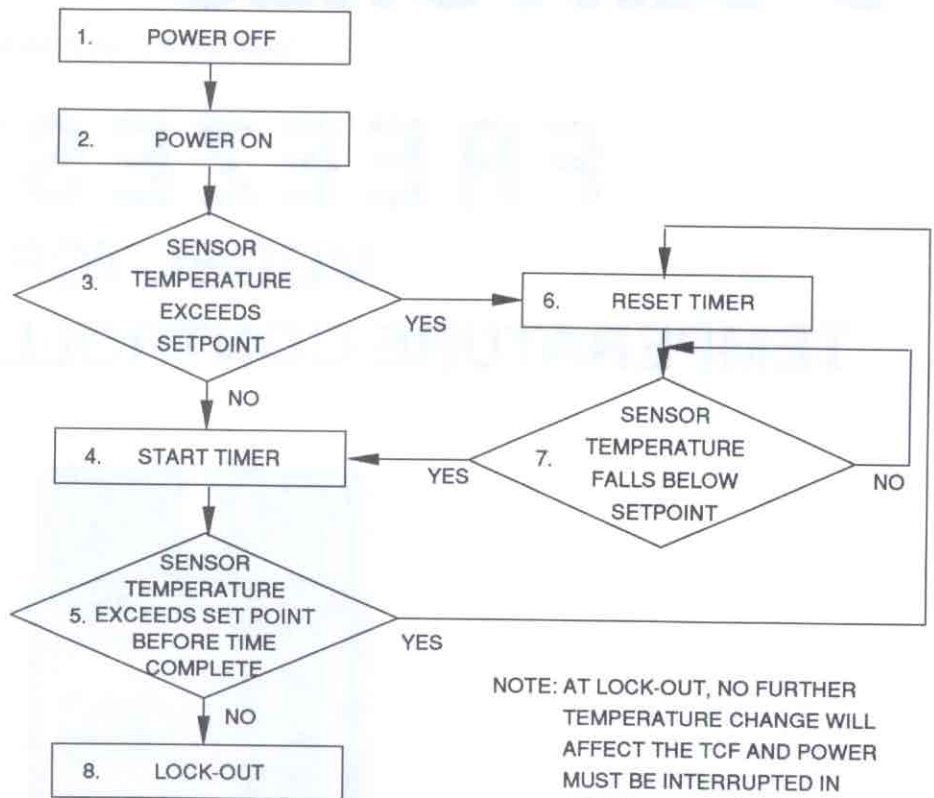 1. POWER OFF
2. POWER ON
3. SENSOR
TEMPERATURE
EXCEEDS
SETPOINT
YES
NO
6. RESET TIMER
4. START TIMER
7. SENSOR
TEMPERATURE
FALLS BELOW
SETPOINT
YES
NO
5. SENSOR
TEMPERATURE
EXCEEDS SET POINT
BEFORE TIME
COMPLETE
YES
NO
8. LOCK-OUT
NOTE: AT LOCK-OUT, NO FURTHER
TEMPERATURE CHANGE WILL
AFFECT THE TCF AND POWER
MUST BE INTERRUPTED IN